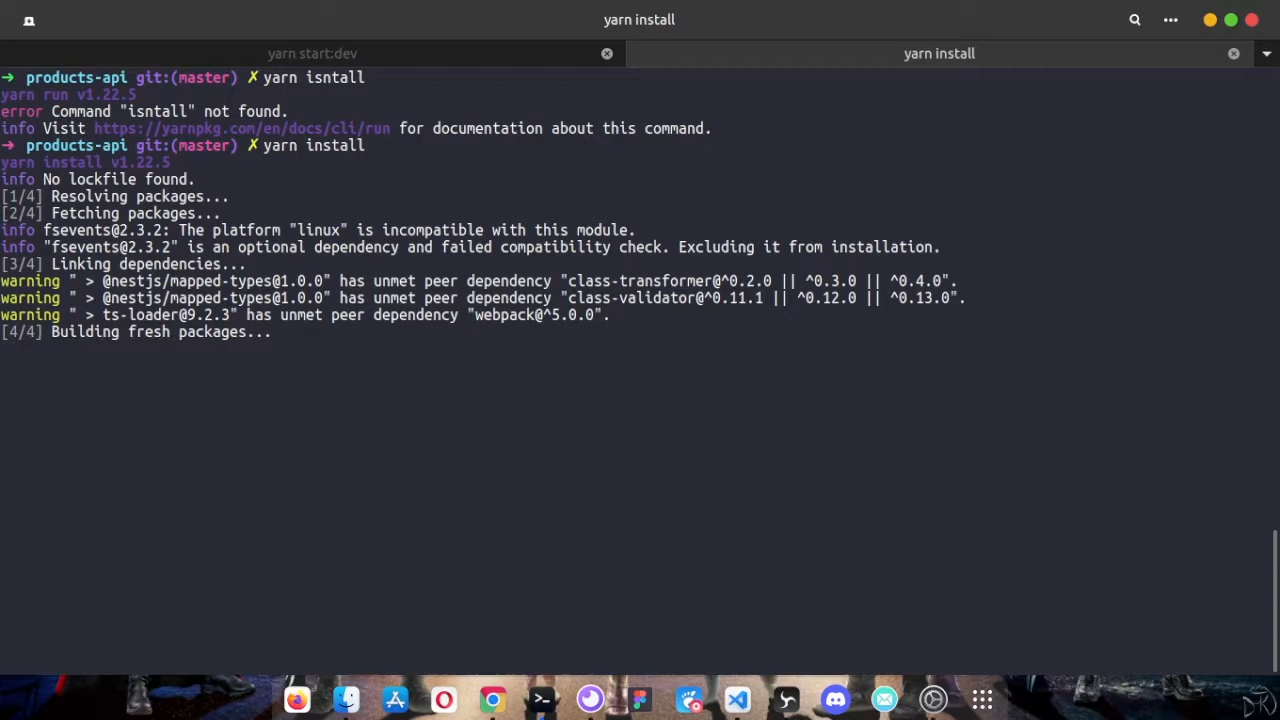 yarn install
yarn start:dev
yarn install
➜ products-api git:(master) ✗ yarn isntall
yarn run v1.22.5
error Command "isntall" not found.
info Visit https://yarnpkg.com/en/docs/cli/run for documentation about this command.
➜ products-api git:(master) ✗ yarn install
yarn install v1.22.5
info No lockfile found.
[1/4] Resolving packages...
[2/4] Fetching packages...
info fsevents@2.3.2: The platform "linux" is incompatible with this module.
info "fsevents@2.3.2" is an optional dependency and failed compatibility check. Excluding it from installation.
[3/4] Linking dependencies...
warning " > @nestjs/mapped-types@1.0.0" has unmet peer dependency "class-transformer@^0.2.0 || ^0.3.0 || ^0.4.0".
warning " > @nestjs/mapped-types@1.0.0" has unmet peer dependency "class-validator@^0.11.1 || ^0.12.0 || ^0.13.0".
warning " > ts-loader@9.2.3" has unmet peer dependency "webpack@^5.0.0".
[4/4] Building fresh packages...